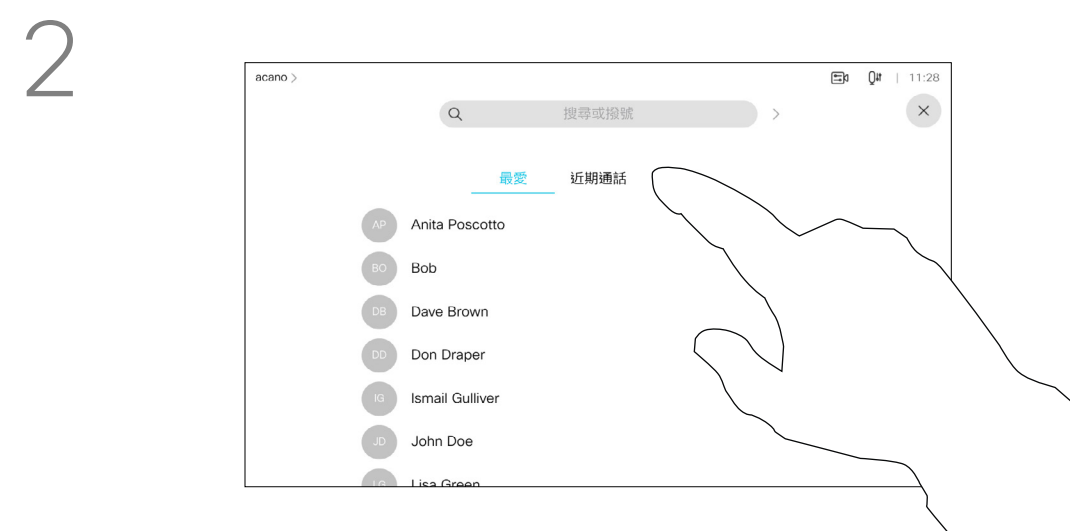 2
acano >
| 11:28
搜尋或撥號 >
最愛 近期通話
AP Anita Poscotto
BO Bob
DB Dave Brown
DD Don Draper
IG Ismail Gulliver
JD John Doe
LG Lisa Green